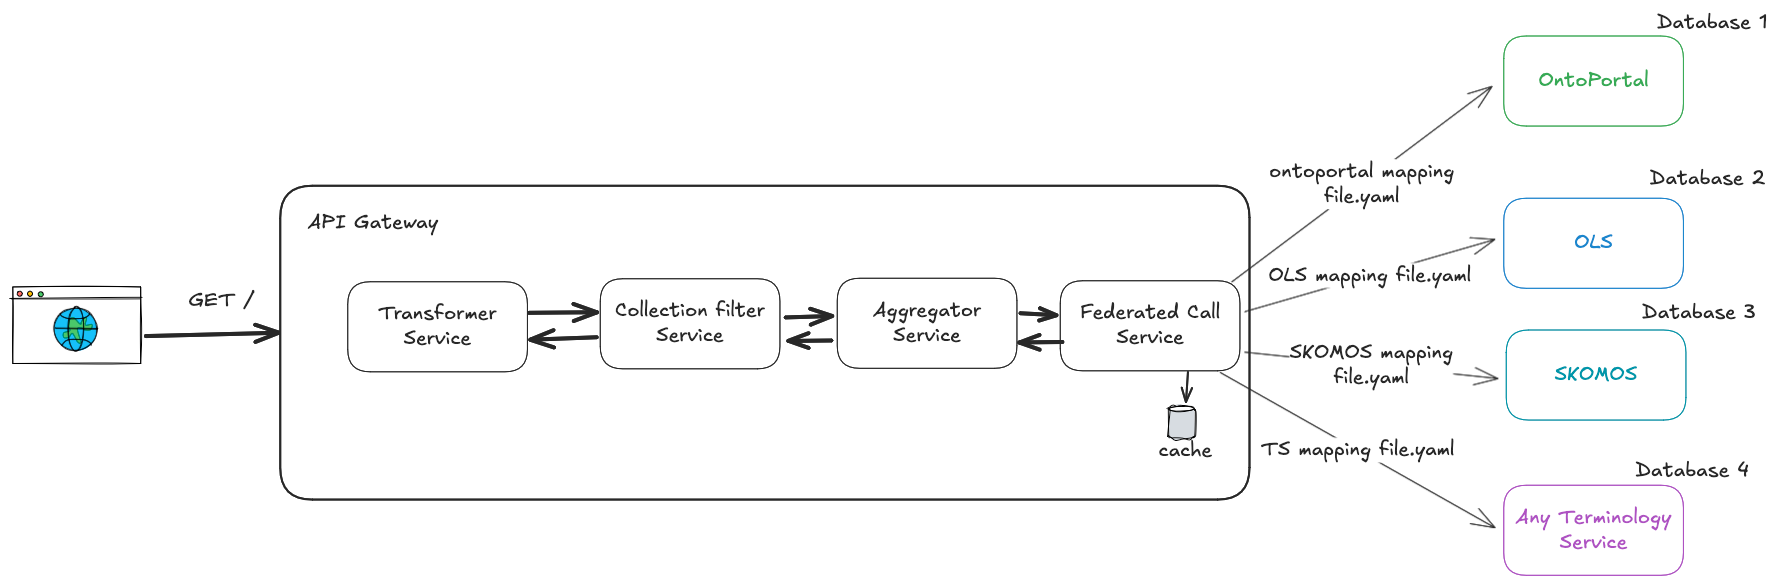 Database 1
OntoPortal
ontoportal mapping
file.yaml
Database 2
OLS
API Gateway
OLS mapping file.yaml
GET /
Transformer
Service
Collection filter
Service
Aggregator
Service
Federated Call
Service
Database 3
SKOMOS mapping
file.yaml
SKOMOS
cache
TS mapping file.yaml
Database 4
Any Terminology
Service